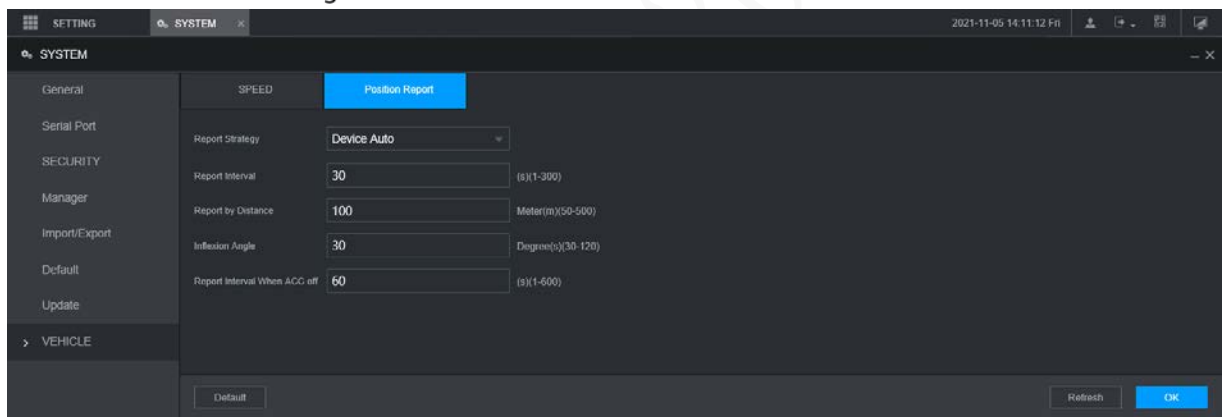 g
SETTING SYSTEM × 2021-11-05 14:11:12 Fri
SYSTEM
General
Serial Port
SECURITY
Manager
Import/Export
Default
Update
VEHICLE
SPEED Position Report
Report Strategy Device Auto
Report Interval 30 (s)(1-300)
Report by Distance 100 Meter(m)(50-500)
Inflexion Angle 30 Degree(s)(30-120)
Report Interval When ACC off 60 (s)(1-600)
Default Refresh OK